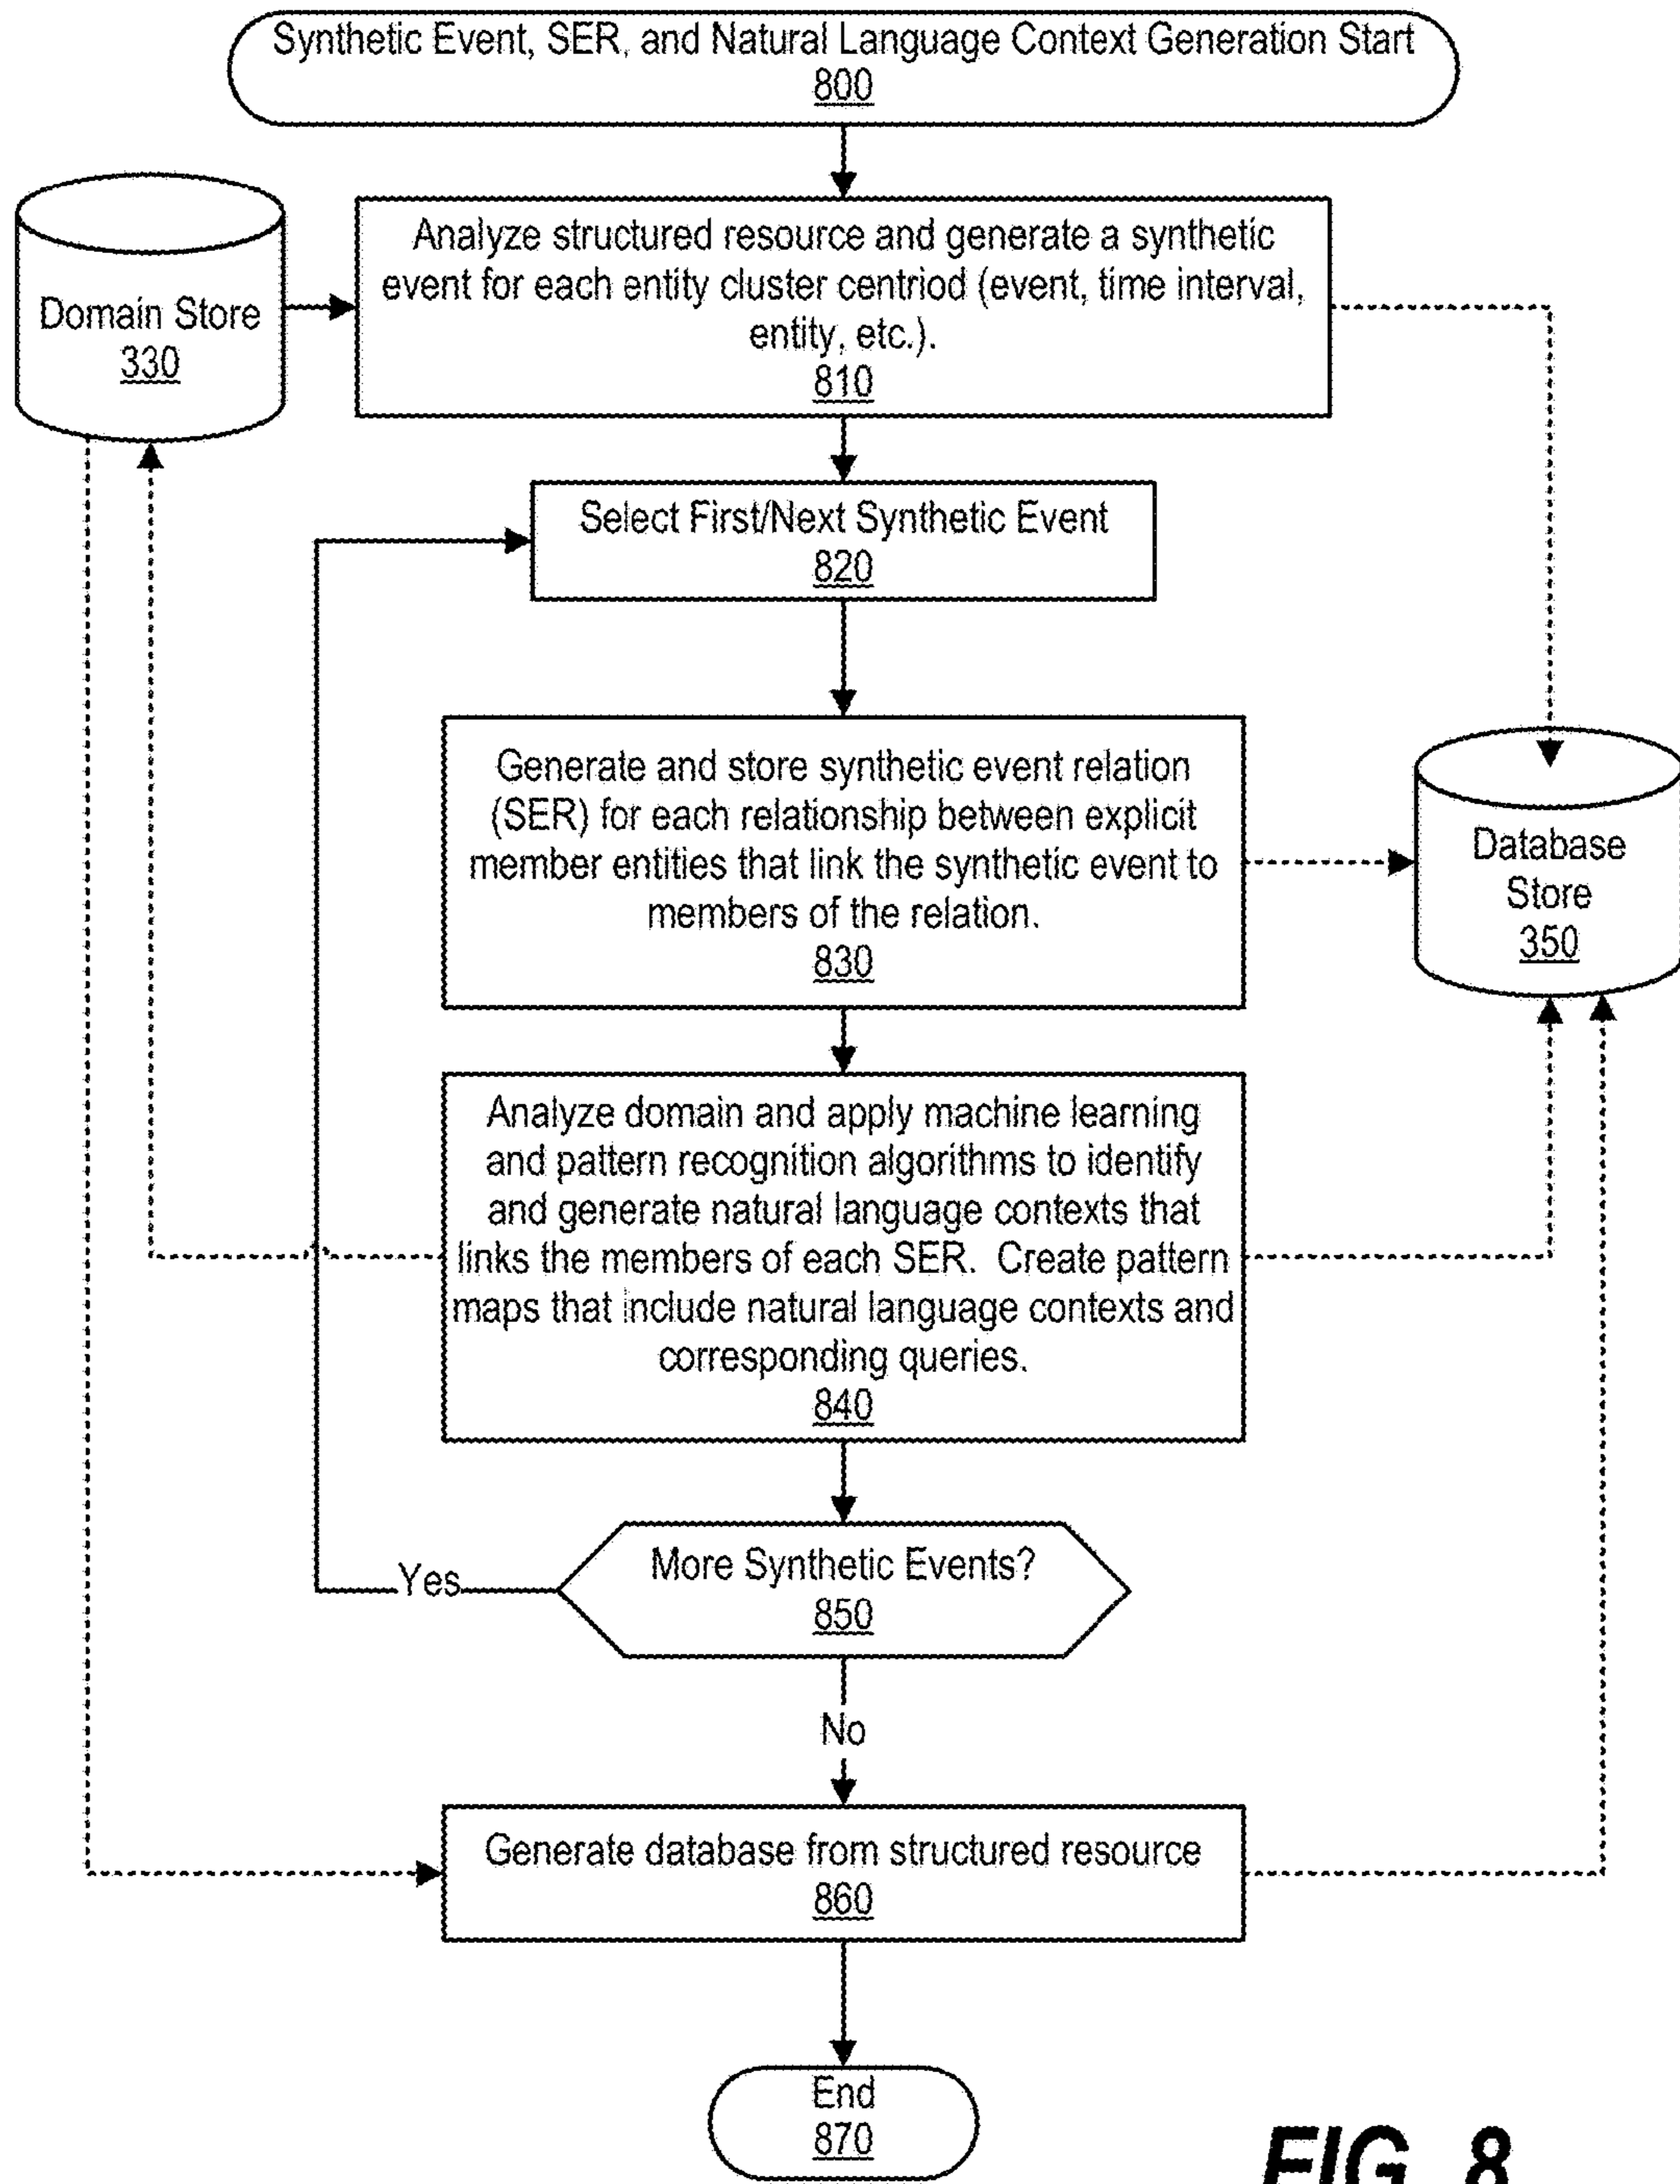 Synthetic Event, SER, and Natural Language Context Generation Start
800
Domain Store
330
Analyze structured resource and generate a synthetic
event for each entity cluster centriod (event, time interval,
entity, etc.).
810
Select First/Next Synthetic Event
820
Generate and store synthetic event relation
(SER) for each relationship between explicit
member entities that link the synthetic event to
members of the relation.
830
Database
Store
350
Analyze domain and apply machine learning
and pattern recognition algorithms to identify
and generate natural language contexts that
links the members of each SER. Create pattern
maps that include natural language contexts and
corresponding queries.
840
More Synthetic Events?
850
Yes
No
Generate database from structured resource
860
End
870
FIG. 8